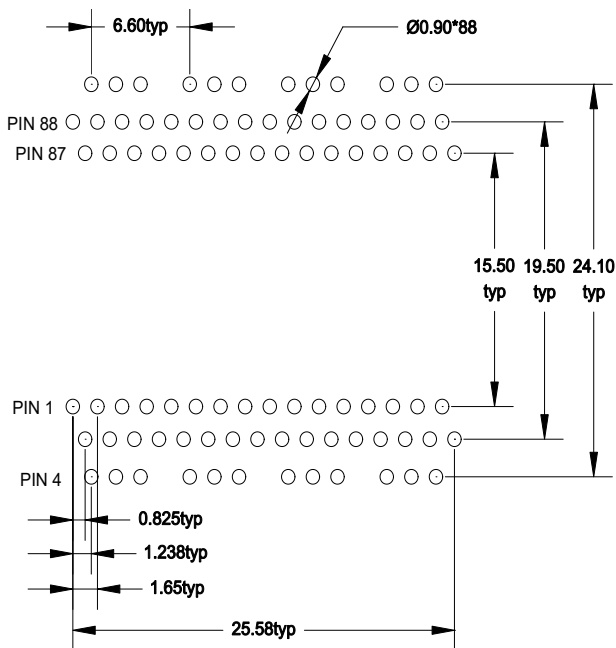 6.60typ
Ø0.90*88
PIN 88
PIN 87
15.50
typ
19.50
typ
24.10
typ
PIN 1
PIN 4
0.825typ
1.238typ
1.65typ
25.58typ